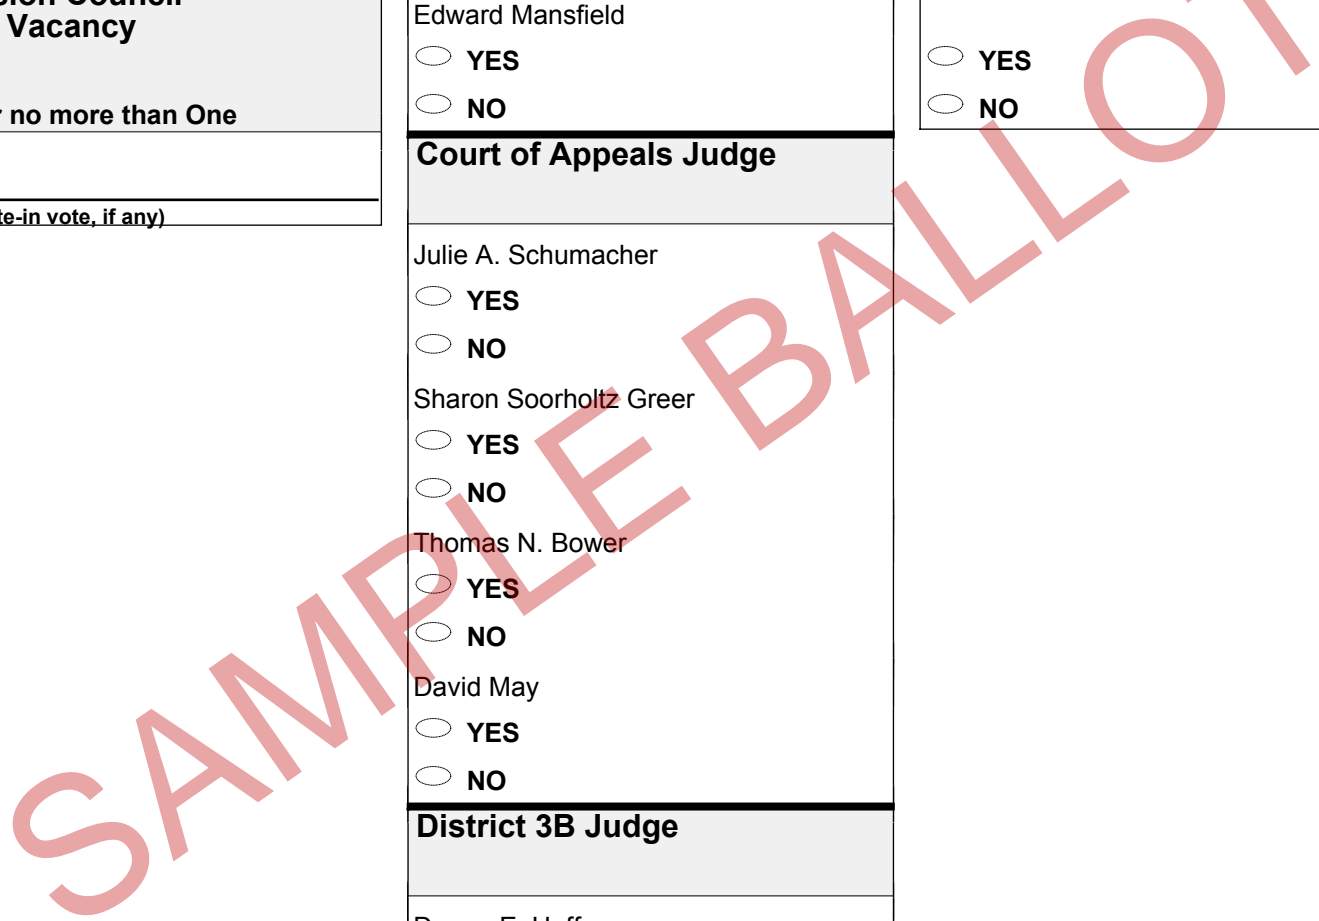 Vacancy
no more than One
te-in vote, if any)
Edward Mansfield
YES
NO
Court of Appeals Judge
Julie A. Schumacher
YES
NO
Sharon Soorholtz Greer
YES
NO
Thomas N. Bower
YES
NO
David May
YES
NO
District 3B Judge
YES
NO
SAMPLE BALLOT